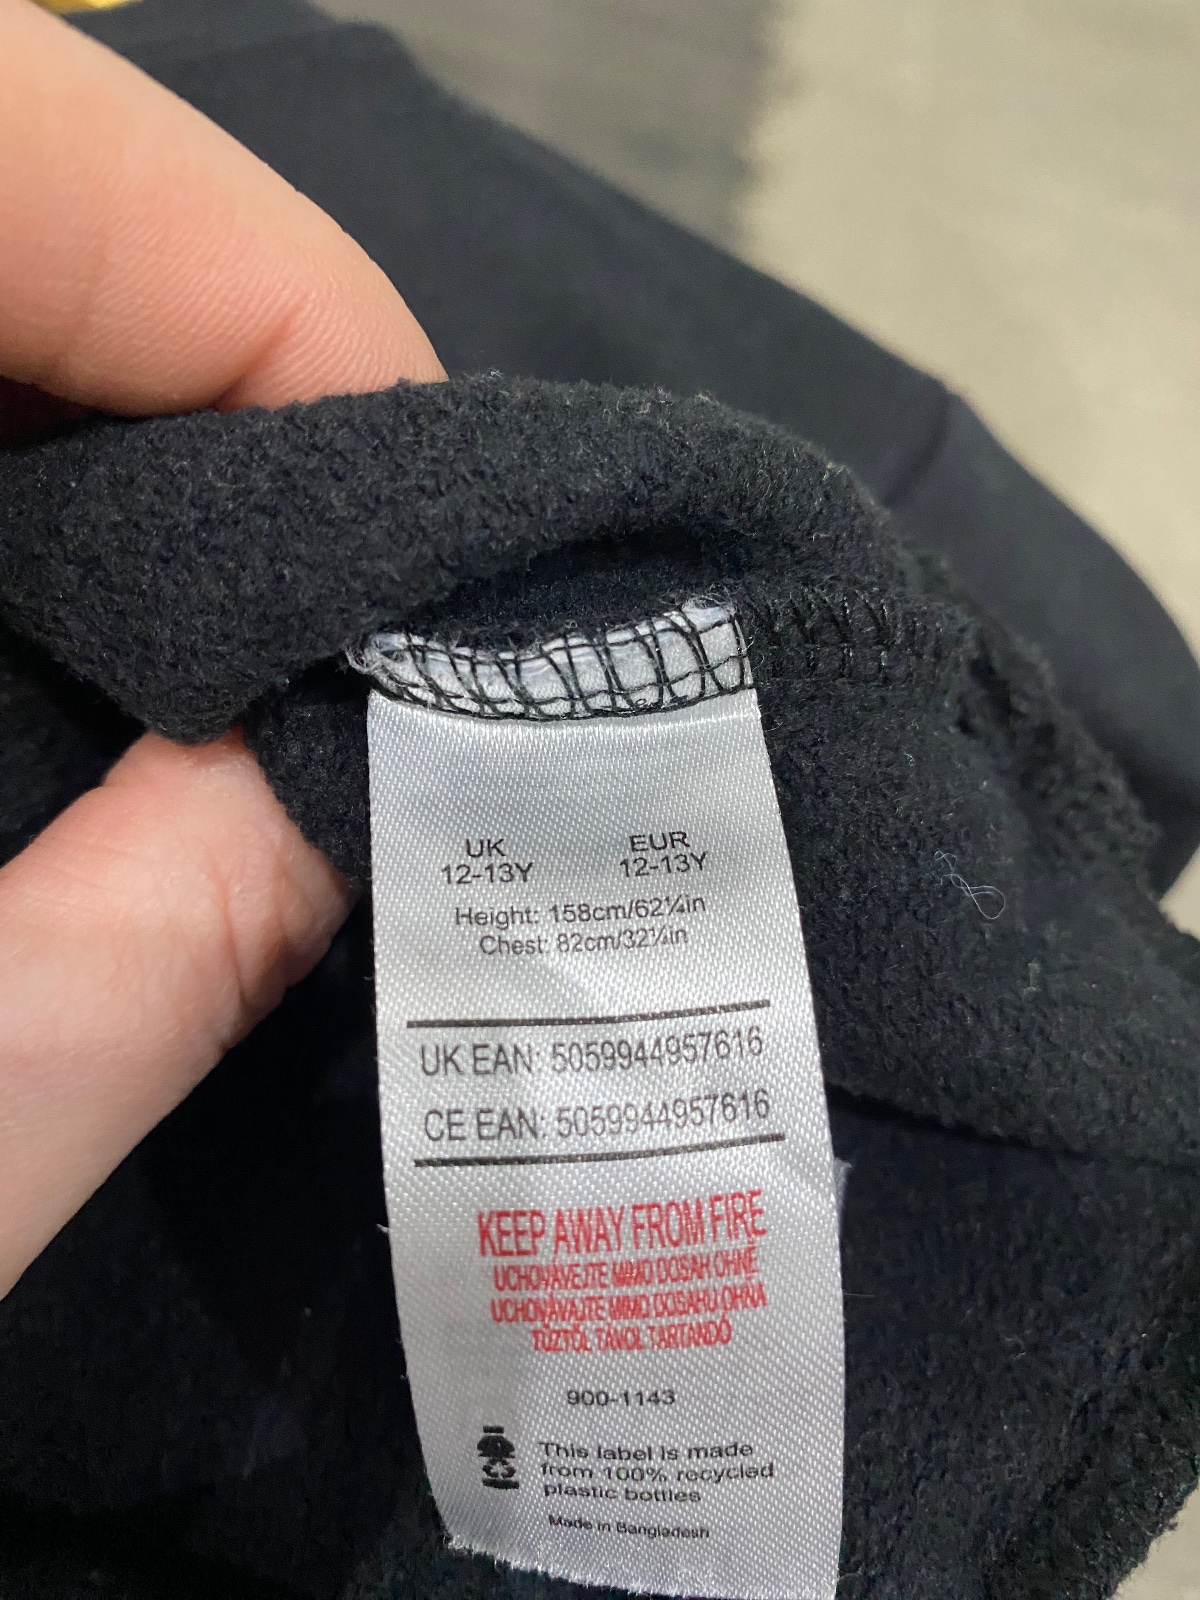 UK EUR
12-13Y 12-13Y
Height: 158cm/62¼in
Chest: 82cm/32¼in
UK EAN: 5059944957616
CE EAN: 5059944957616
KEEP AWAY FROM FIRE
UCHOVÁVEJTE MIMO DOSAH OHNĚ
UCHOVÁVAJTE MIMO DOSAHU OHŇA
TŰZTŐL TÁVOL TARTANDÓ
900-1143
This label is made
from 100% recycled
plastic bottles
Made in Bangladesh